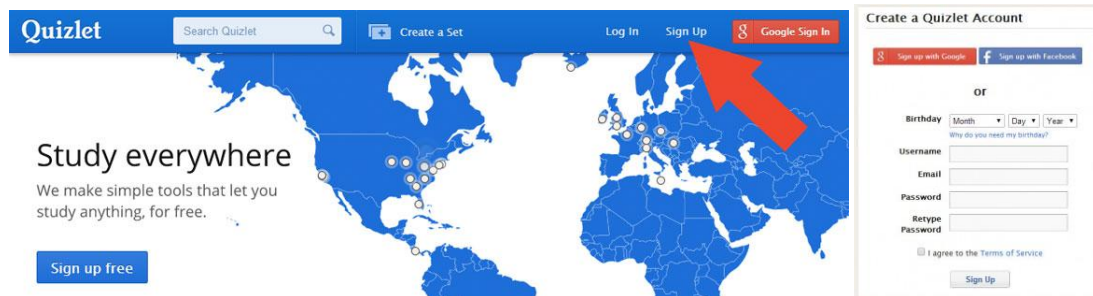 Quizlet
Search Quizlet
Create a Set
Log In
Sign Up
8 Google Sign In
Study everywhere
We make simple tools that let you
study anything, for free.
Sign up free
Create a Quizlet Account
8 Sign up with Google
f Sign up with Facebook
or
Birthday Month Day Year
Why do you need my birthday?
Username
Email
Password
Retype
Password
I agree to the Terms of Service
Sign Up